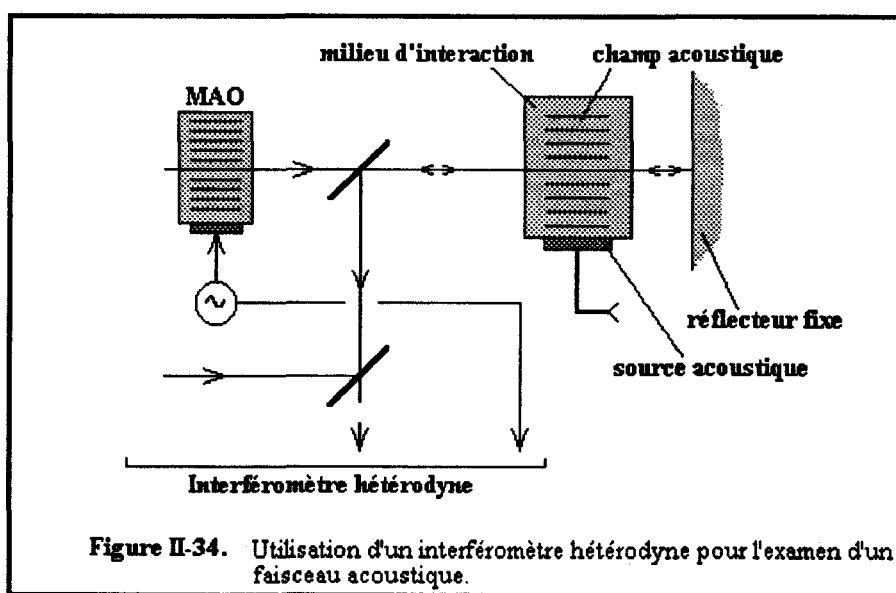 milieu d'interaction
champ acoustique
MAO
~
réflecteur fixe
source acoustique
Interféromètre hétérodyne
Figure II-34. Utilisation d'un interféromètre hétérodyne pour l'examen d'un
faisceau acoustique.